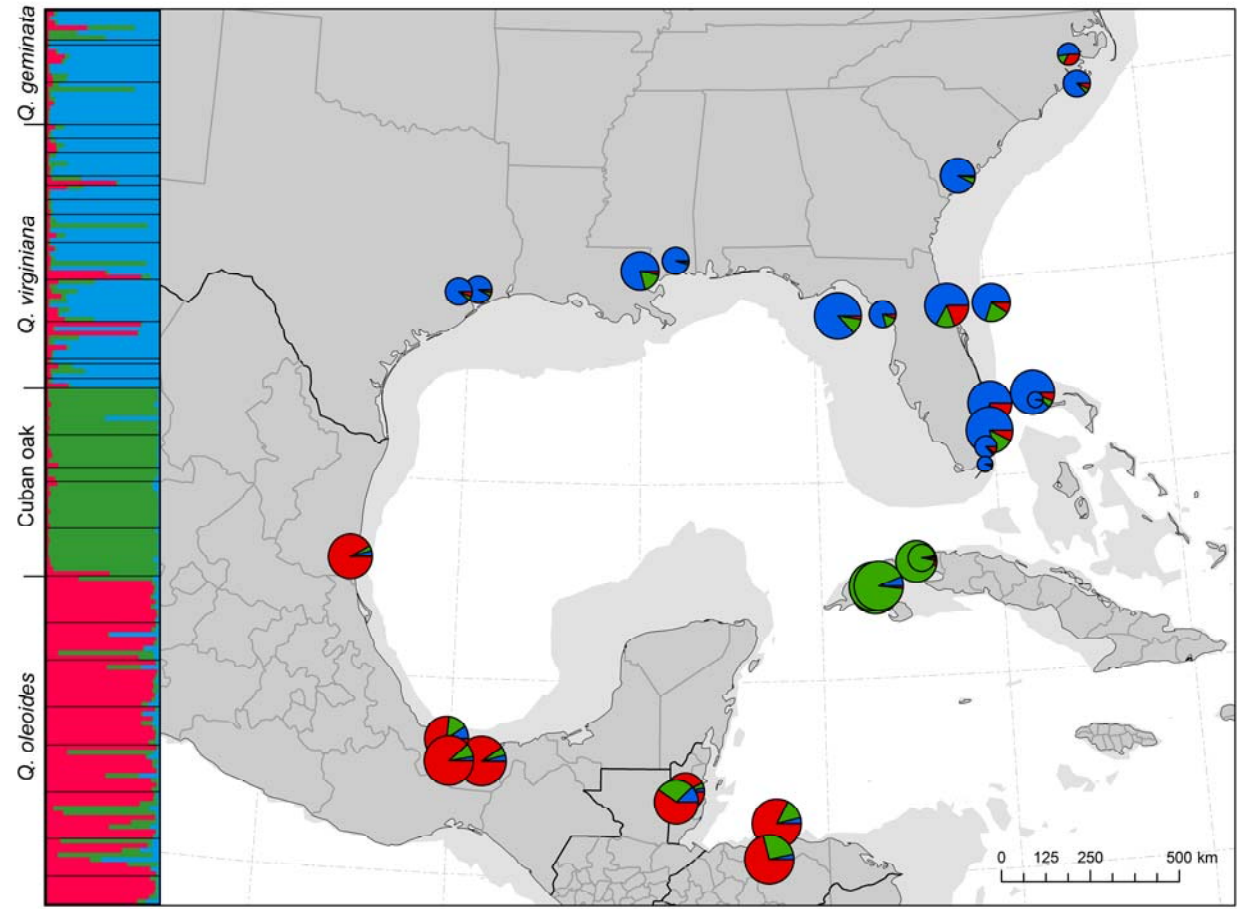 Q. geminata
Q. virginiana
Cuban oak
Q. oleoides
0 125 250 500 km